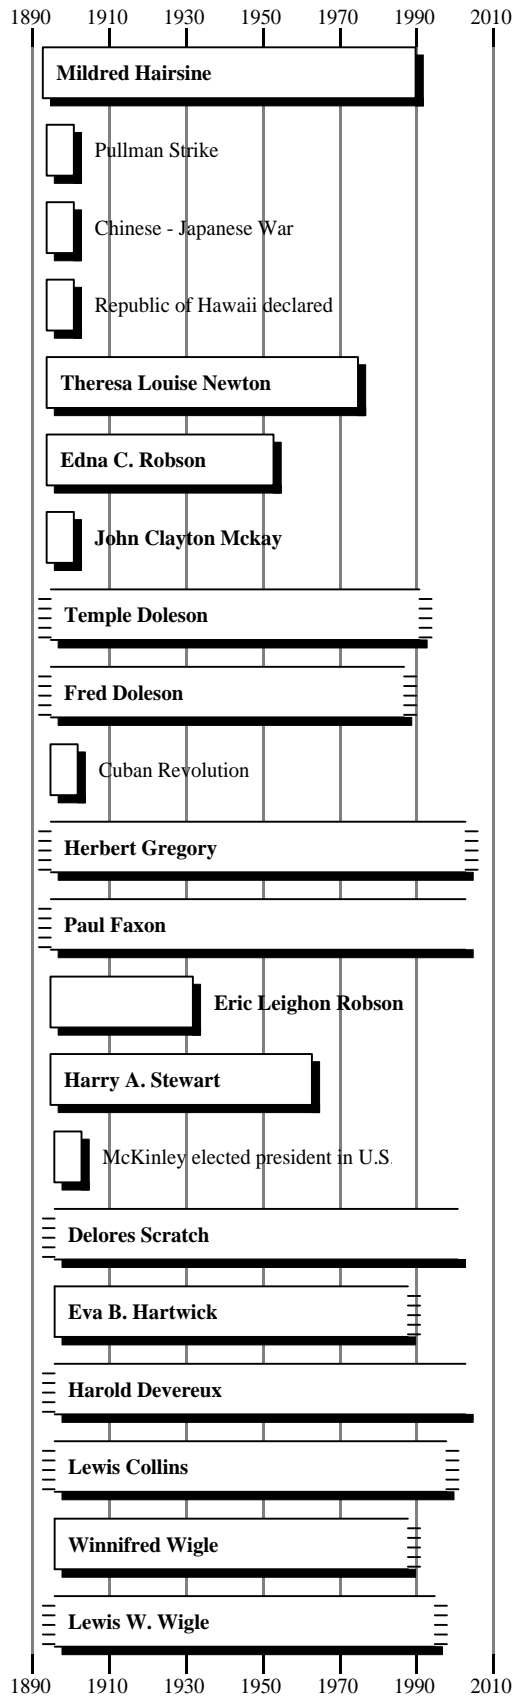 1890 1910 1930 1950 1970 1990 2010
Mildred Hairsine
Pullman Strike
Chinese - Japanese War
Republic of Hawaii declared
Theresa Louise Newton
Edna C. Robson
John Clayton Mckay
Temple Doleson
Fred Doleson
Cuban Revolution
Herbert Gregory
Paul Faxon
Eric Leighon Robson
Harry A. Stewart
McKinley elected president in U.S.
Delores Scratch
Eva B. Hartwick
Harold Devereux
Lewis Collins
Winnifred Wigle
Lewis W. Wigle
1890 1910 1930 1950 1970 1990 2010